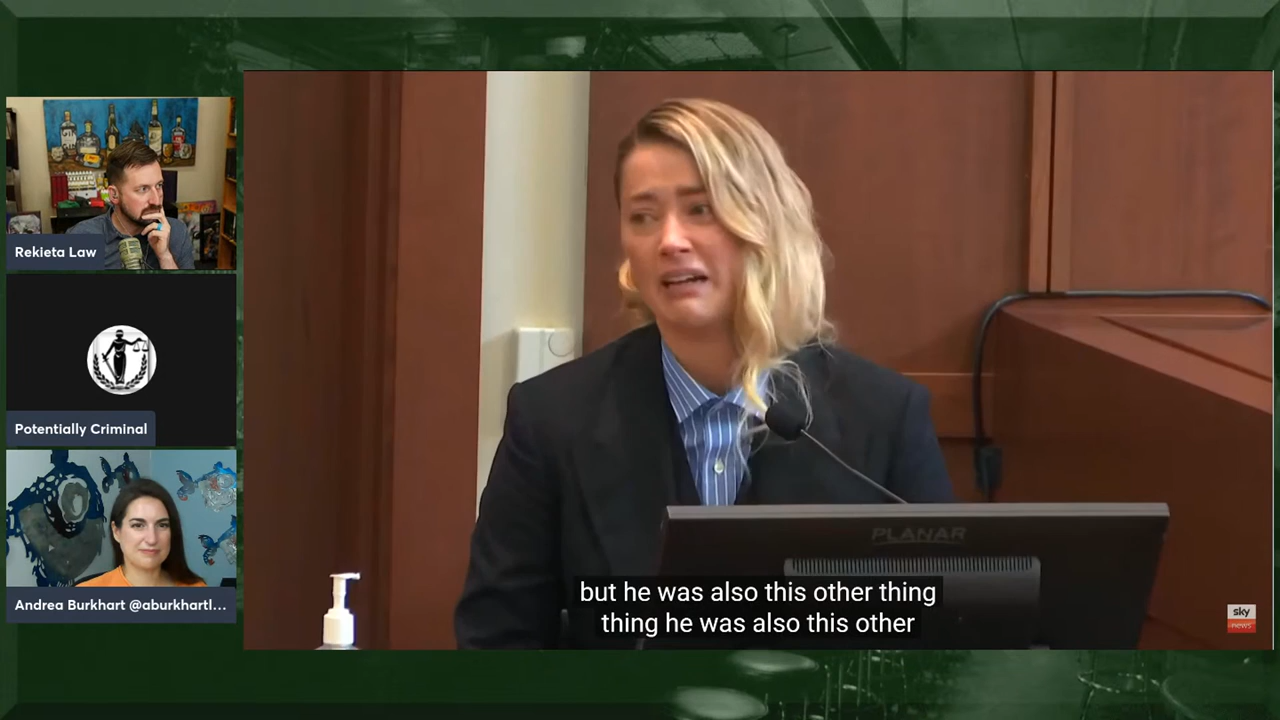 Rekieta Law
Potentially Criminal
Andrea Burkhart @aburkhartl...
PLANAR
but he was also this other thing
thing he was also this other
sky
news